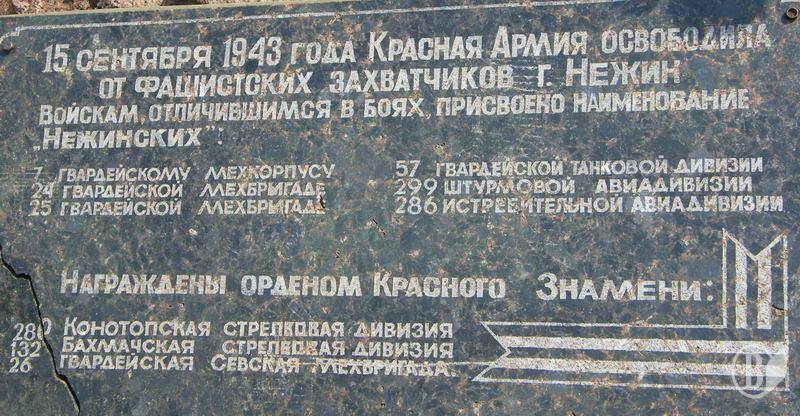 15 СЕНТЯБРЯ 1943 ГОДА КРАСНАЯ АРМИЯ ОСВОБОДИЛА
ОТ ФАШИСТСКИХ ЗАХВАТЧИКОВ Г. НЕЖИН
ВОЙСКАМ, ОТЛИЧИВШИМСЯ В БОЯХ, ПРИСВОЕНО НАИМЕНОВАНИЕ
„НЕЖИНСКИХ":
7 ГВАРДЕЙСКОМУ МЕХКОРПУСУ
24 ГВАРДЕЙСКОЙ МЕХБРИГАДЕ
25 ГВАРДЕЙСКОЙ МЕХБРИГАДЕ
57 ГВАРДЕЙСКОЙ ТАНКОВОЙ ДИВИЗИИ
299 ШТУРМОВОЙ АВИАДИВИЗИИ
286 ИСТРЕБИТЕЛЬНОЙ АВИАДИВИЗИИ
НАГРАЖДЕНЫ ОРДЕНОМ КРАСНОГО ЗНАМЕНИ:
280 КОНОТОПСКАЯ СТРЕЛКОВАЯ ДИВИЗИЯ
132 БАХМАЧСКАЯ СТРЕЛКОВАЯ ДИВИЗИЯ
26 ГВАРДЕЙСКАЯ СЕВСКАЯ МЕХБРИГАДА